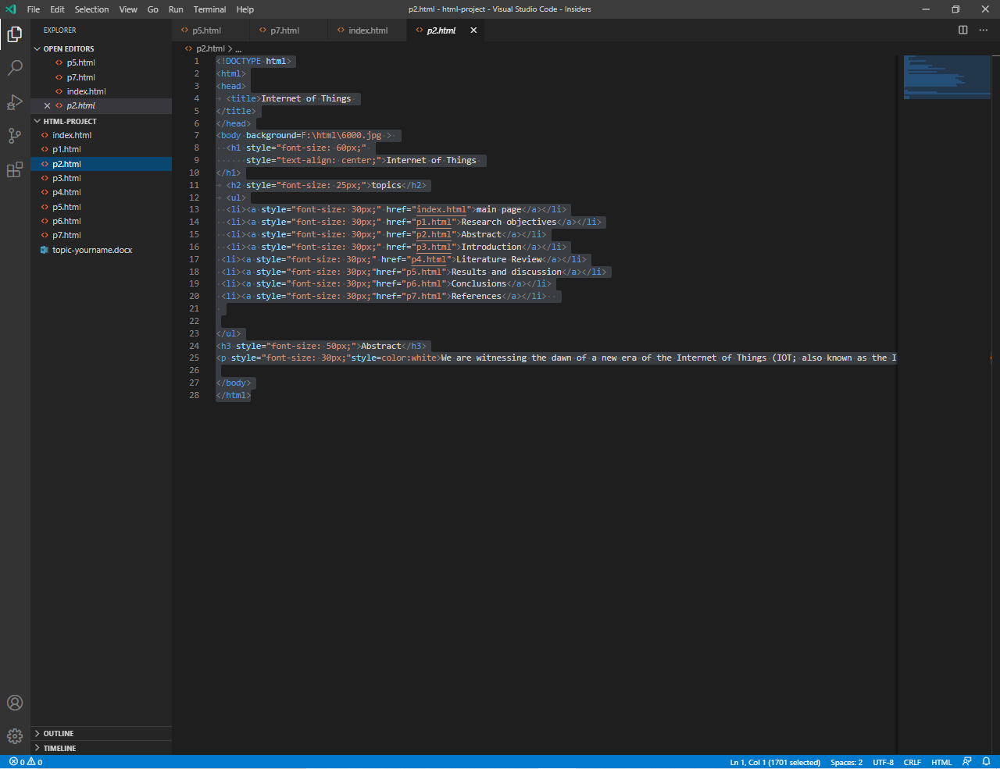 File Edit Selection View Go Run Terminal Help
p2.html - html-project - Visual Studio Code - Insiders
EXPLORER
OPEN EDITORS
p5.html
p7.html
index.html
p2.html
HTML-PROJECT
index.html
p1.html
p2.html
p3.html
p4.html
p5.html
p6.html
p7.html
topic-yourname.docx
OUTLINE
TIMELINE
p5.html p7.html index.html p2.html
p2.html > ...
1 <!DOCTYPE html>
2 <html>
3 <head>
4 <title>Internet of Things
5 </title>
6 </head>
7 <body background=F:\html\6000.jpg >
8 <h1 style="font-size: 60px;"
9 style="text-align: center;">Internet of Things
10 </h1>
11 <h2 style="font-size: 25px;">topics</h2>
12 <ul>
13 <li><a style="font-size: 30px;" href="index.html">main page</a></li>
14 <li><a style="font-size: 30px;" href="p1.html">Research objectives</a></li>
15 <li><a style="font-size: 30px;" href="p2.html">Abstract</a></li>
16 <li><a style="font-size: 30px;" href="p3.html">Introduction</a></li>
17 <li><a style="font-size: 30px;" href="p4.html">Literature Review</a></li>
18 <li><a style="font-size: 30px;"href="p5.html">Results and discussion</a></li>
19 <li><a style="font-size: 30px;"href="p6.html">Conclusions</a></li>
20 <li><a style="font-size: 30px;"href="p7.html">References</a></li>
21
22
23 </ul>
24 <h3 style="font-size: 50px;">Abstract</h3>
25 <p style="font-size: 30px;"style=color:white>We are witnessing the dawn of a new era of the Internet of Things (IOT; also known as the I
26
27 </body>
28 </html>
0 0
Ln 1, Col 1 (1701 selected) Spaces: 2 UTF-8 CRLF HTML